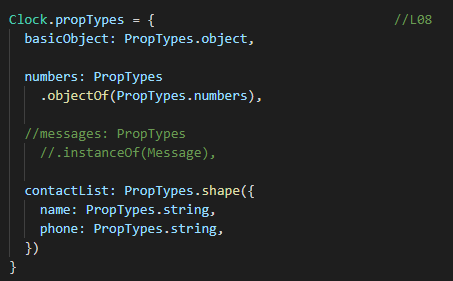 Clock.propTypes = { //L08
basicObject: PropTypes.object,
numbers: PropTypes
.objectOf(PropTypes.numbers),
//messages: PropTypes
//.instanceOf(Message),
contactList: PropTypes.shape({
name: PropTypes.string,
phone: PropTypes.string,
})
}